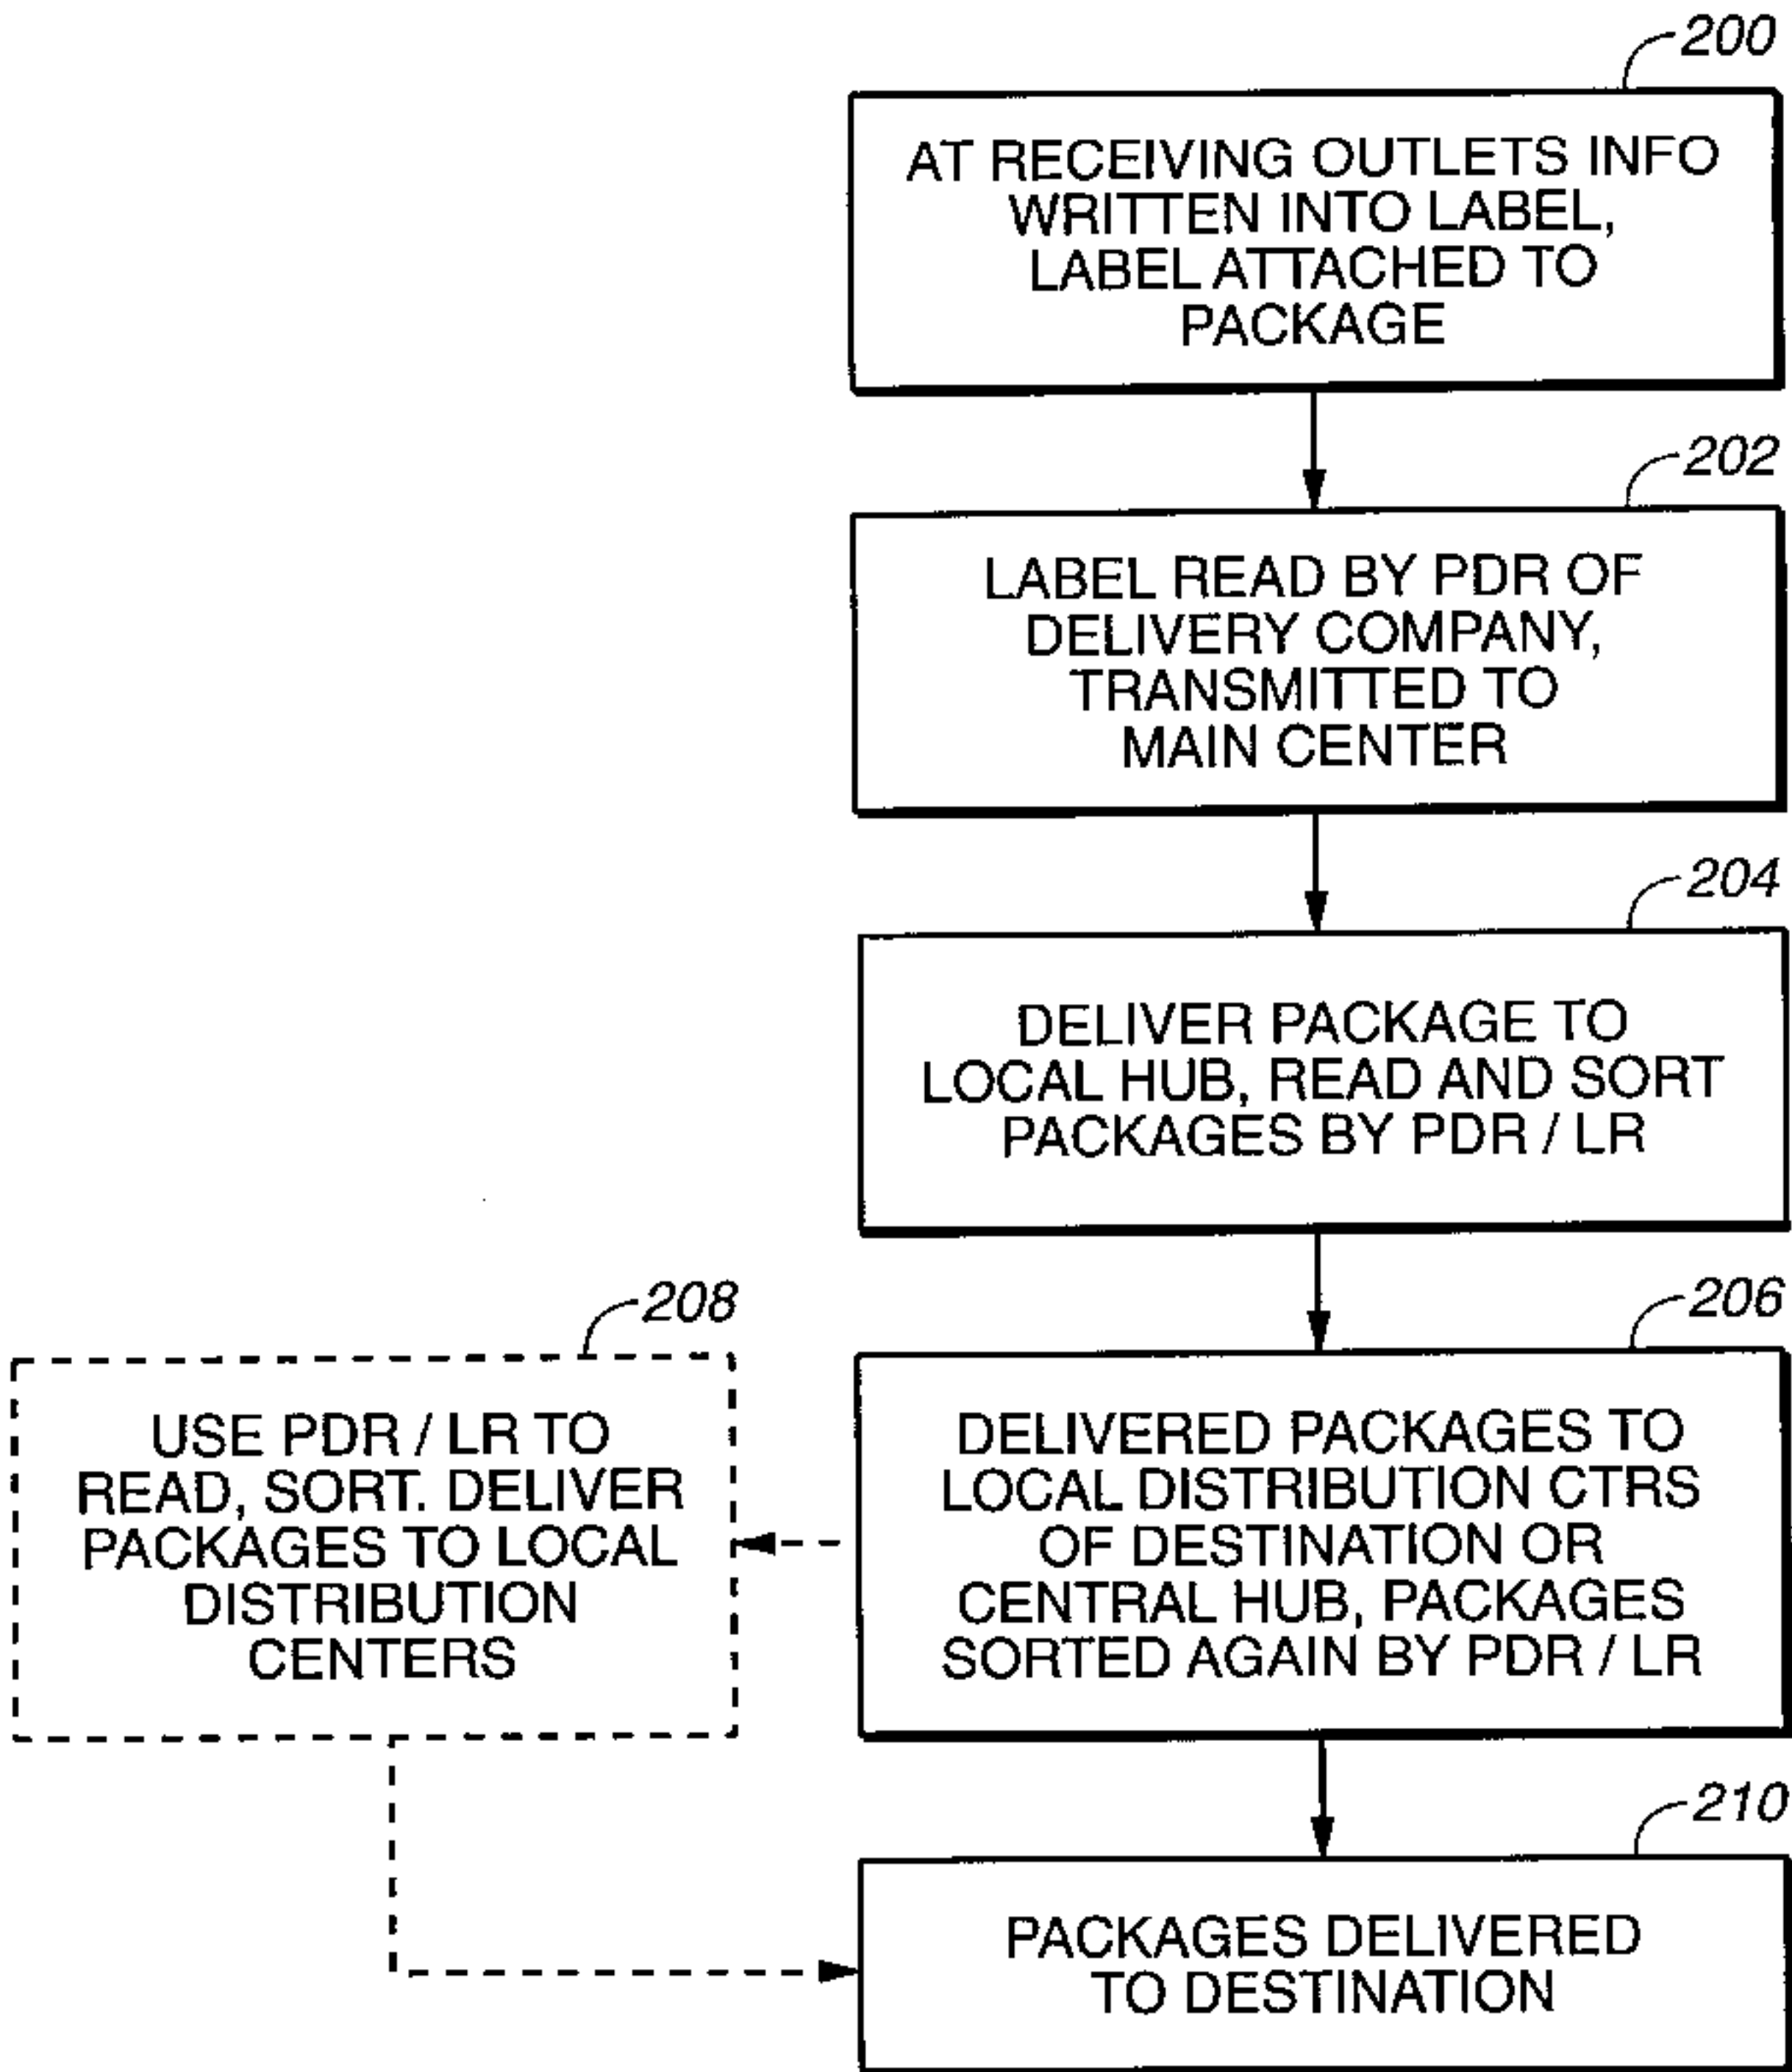 200
AT RECEIVING OUTLETS INFO
WRITTEN INTO LABEL,
LABEL ATTACHED TO
PACKAGE
202
LABEL READ BY PDR OF
DELIVERY COMPANY,
TRANSMITTED TO
MAIN CENTER
204
DELIVER PACKAGE TO
LOCAL HUB, READ AND SORT
PACKAGES BY PDR / LR
206
DELIVERED PACKAGES TO
LOCAL DISTRIBUTION CTRS
OF DESTINATION OR
CENTRAL HUB, PACKAGES
SORTED AGAIN BY PDR / LR
208
USE PDR / LR TO
READ, SORT. DELIVER
PACKAGES TO LOCAL
DISTRIBUTION
CENTERS
210
PACKAGES DELIVERED
TO DESTINATION